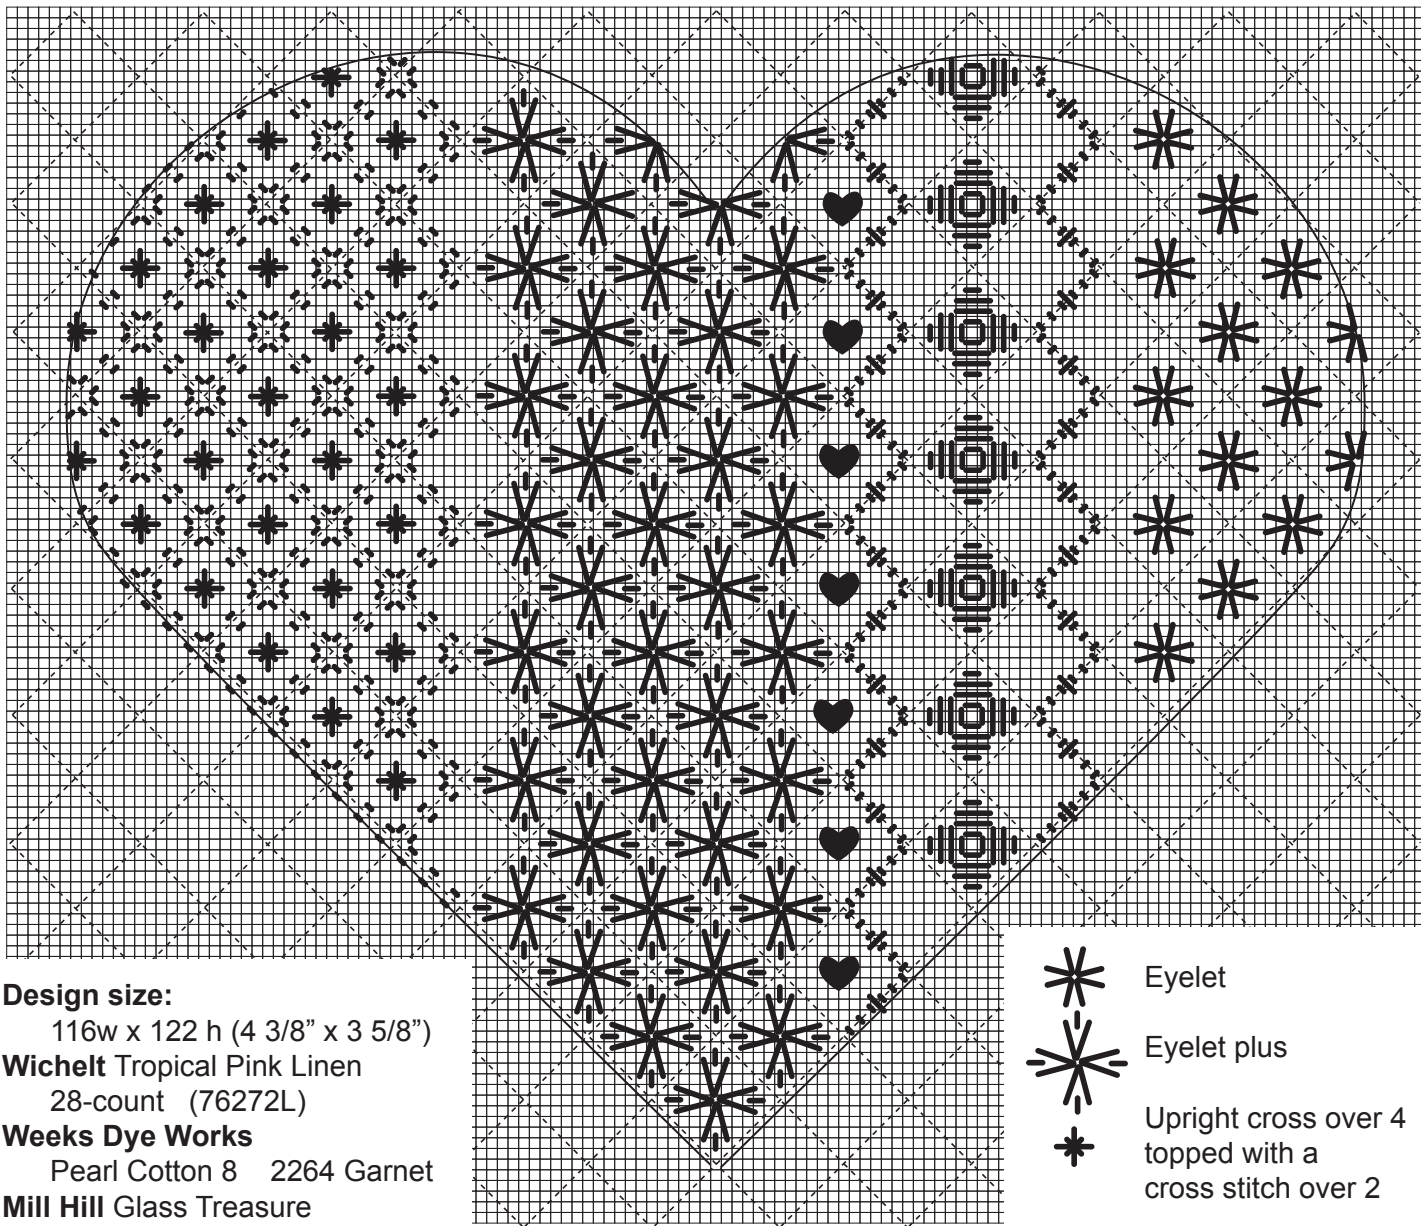 Design size:
116w x 122 h (4 3/8” x 3 5/8”)
Wichelt Tropical Pink Linen
28-count (76272L)
Weeks Dye Works
Pearl Cotton 8 2264 Garnet
Mill Hill Glass Treasure
Eyelet
Eyelet plus
Upright cross over 4
topped with a
cross stitch over 2